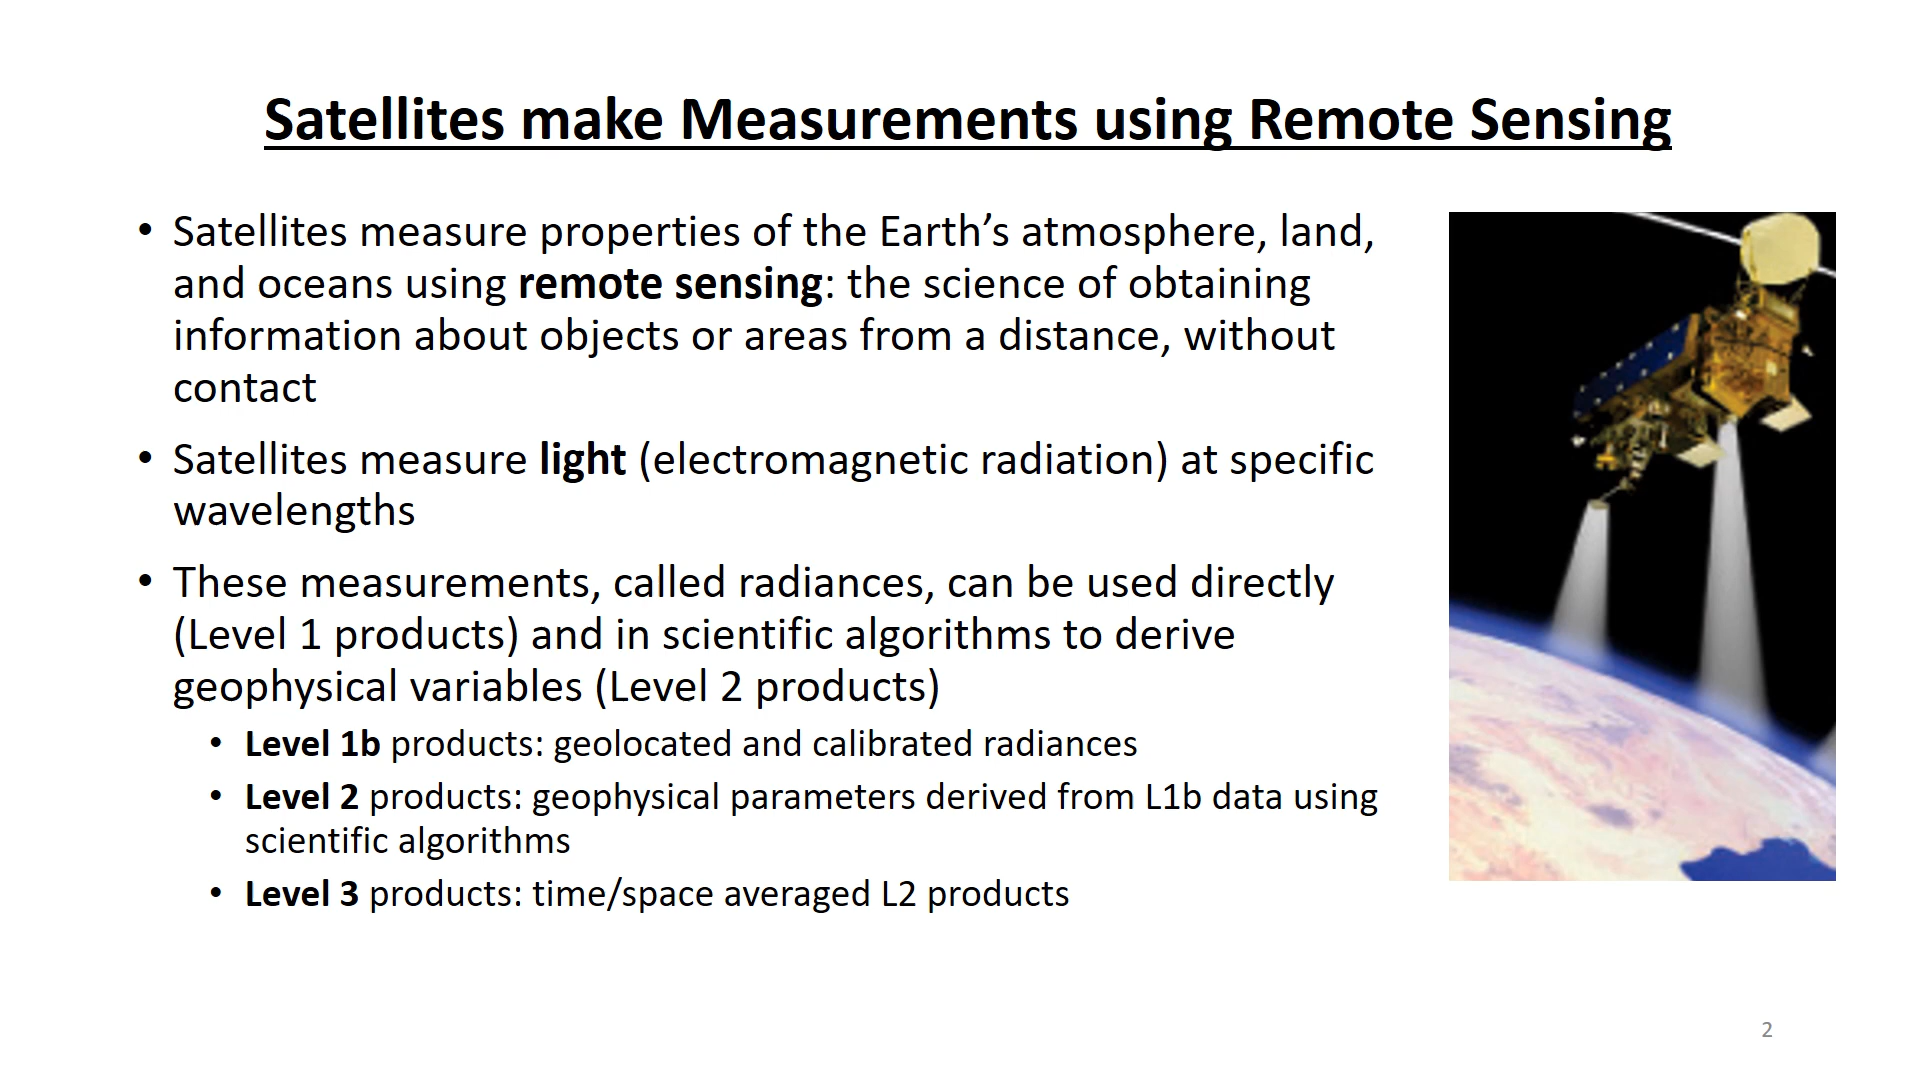 Satellites make Measurements using Remote Sensing
• Satellites measure properties of the Earth’s atmosphere, land,
and oceans using remote sensing: the science of obtaining
information about objects or areas from a distance, without
contact
• Satellites measure light (electromagnetic radiation) at specific
wavelengths
• These measurements, called radiances, can be used directly
(Level 1 products) and in scientific algorithms to derive
geophysical variables (Level 2 products)
• Level 1b products: geolocated and calibrated radiances
• Level 2 products: geophysical parameters derived from L1b data using
scientific algorithms
• Level 3 products: time/space averaged L2 products
2